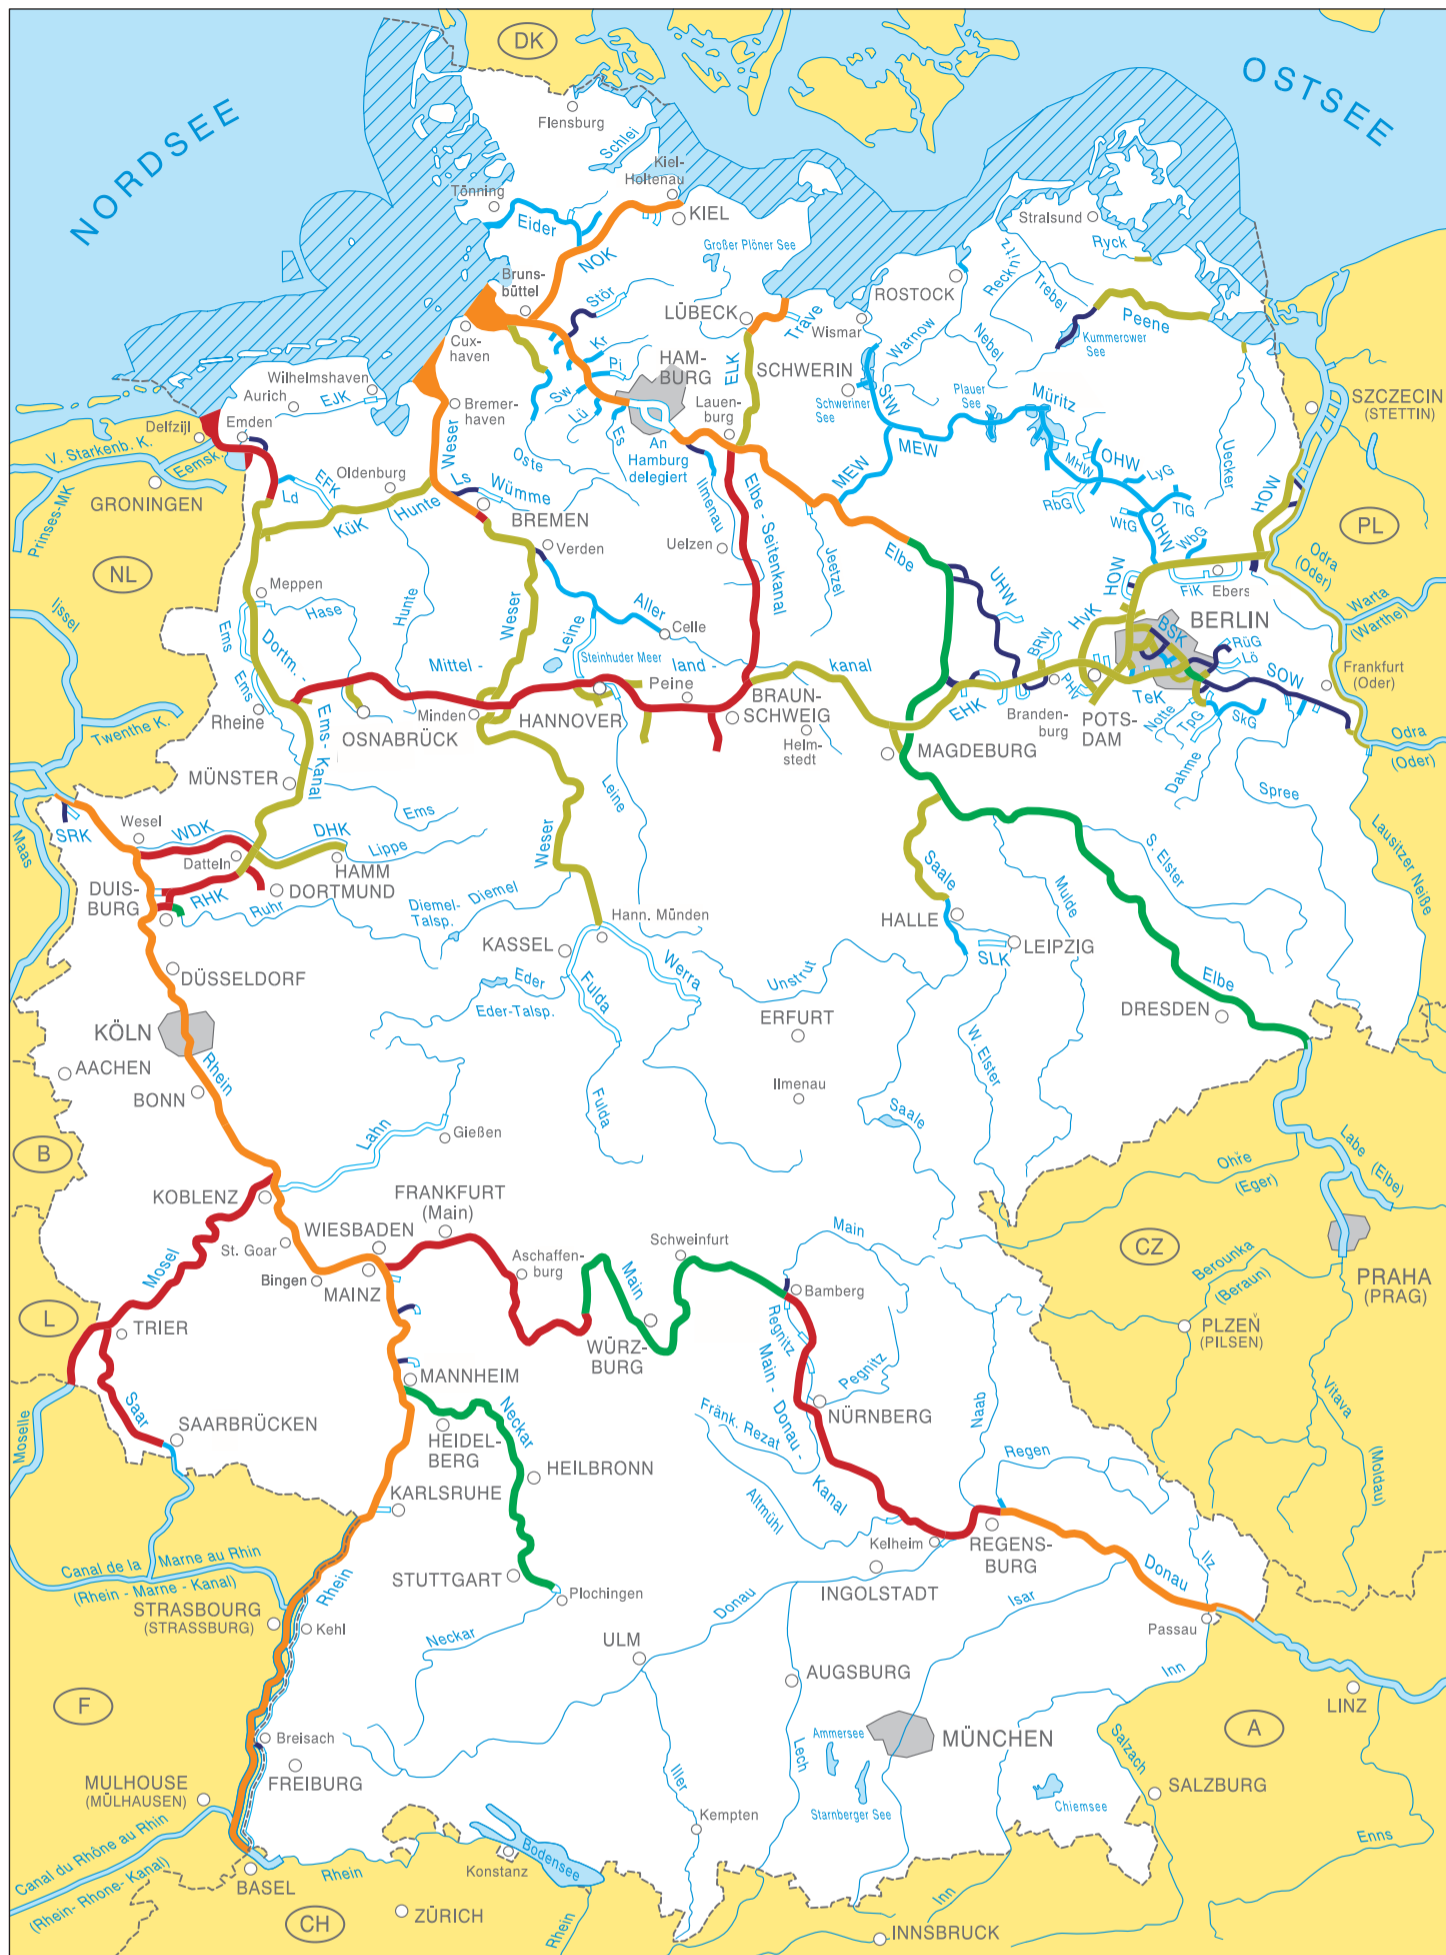 DK
NORDSEE
OSTSEE
Flensburg
Schlei
Kiel-
Holtenau
KIEL
Tönning
Eider
NOK
Großer Plöner See
Stralsund
Ryck
Recknitz
Trebel
Peene
Kummerower
See
Bruns-
büttel
Stör
LÜBECK
Trave
Wismar
ROSTOCK
Warnow
Nebel
Cux-
haven
Kr
Pi
HAM-
BURG
ELK
SCHWERIN
StW
Schweriner
See
Plauer
See
Müritz
SZCZECIN
(STETTIN)
Wilhelmshaven
Aurich
EJK
Bremer-
haven
Sw
Lü
Es
Lauen-
burg
An
Hamburg
delegiert
MEW
MEW
MHW
OHW
LyG
RbG
Uecker
HOW
Delfzijl
Emden
V. Starkenb. K.
Eemsk.
GRONINGEN
Prinses-MK
Ld
EFK
Oldenburg
Weser
Hunte
KüK
Ls
Wümme
Oste
BREMEN
Verden
Ilmenau
Uelzen
Elbe - Seitenkanal
Jeetzel
Elbe
WtG
TlG
OHW
WbG
PL
Odra
(Oder)
Warta
(Warthe)
NL
Meppen
Hase
Hunte
Ems
Dortm.-
Ems
Ems - Kanal
Weser
Aller
Celle
Leine
Steinhuder Meer
Mittel -
land -
kanal
Peine
UHW
HOW
FiK
Ebers
HvK
BRW
BERLIN
BSK
RüG
Lö
SOW
Frankfurt
(Oder)
Ijssel
Twenthe K.
Rheine
OSNABRÜCK
Minden
HANNOVER
BRAUN-
SCHWEIG
Helm-
stedt
MAGDEBURG
EHK
PHv
Branden-
burg
POTS-
DAM
TeK
Notte
TpG
SkG
Dahme
Spree
Odra
(Oder)
MÜNSTER
Ems
Leine
Lausitzer Neiße
SRK
Maas
Wesel
WDK
DHK
Lippe
Datteln
HAMM
DORTMUND
DUIS-
BURG
RHK
Ruhr
Diemel-
Talsp.
Diemel
Weser
Hann. Münden
KASSEL
Saale
HALLE
LEIPZIG
SLK
Mulde
S. Elster
DÜSSELDORF
Eder
Eder-Talsp.
Fulda
Werra
Unstrut
Elbe
DRESDEN
KÖLN
AACHEN
BONN
Rhein
ERFURT
Ilmenau
W. Elster
Saale
Fulda
Lahn
Gießen
B
Labe (Elbe)
Ohře
(Eger)
KOBLENZ
FRANKFURT
(Main)
WIESBADEN
St. Goar
Bingen
MAINZ
Mosel
Aschaffen-
burg
Main
Schweinfurt
Main
CZ
Berounka
(Beraun)
PRAHA
(PRAG)
L
TRIER
WÜRZ-
BURG
Bamberg
Regnitz
Pegnitz
PLZEŇ
(PILSEN)
Vltava
(Moldau)
Moselle
Saar
SAARBRÜCKEN
MANNHEIM
HEIDEL-
BERG
Neckar
HEILBRONN
Main - Donau -
Kanal
NÜRNBERG
Fränk. Rezat
Altmühl
Naab
Regen
KARLSRUHE
Kelheim
REGENS-
BURG
Canal de la Marne au Rhin
(Rhein - Marne - Kanal)
Rhein
STUTTGART
Plochingen
INGOLSTADT
Donau
Isar
Ilz
Donau
Passau
STRASBOURG
(STRASSBURG)
Kehl
Neckar
ULM
AUGSBURG
Inn
LINZ
F
Breisach
FREIBURG
MULHOUSE
(MÜLHAUSEN)
Iller
Lech
Ammersee
Starnberger See
MÜNCHEN
Chiemsee
Salzach
SALZBURG
A
Enns
Canal du Rhône au Rhin
(Rhein- Rhone- Kanal)
BASEL
Rhein
Konstanz
Bodensee
Kempten
CH
ZÜRICH
Rhein
Inn
INNSBRUCK